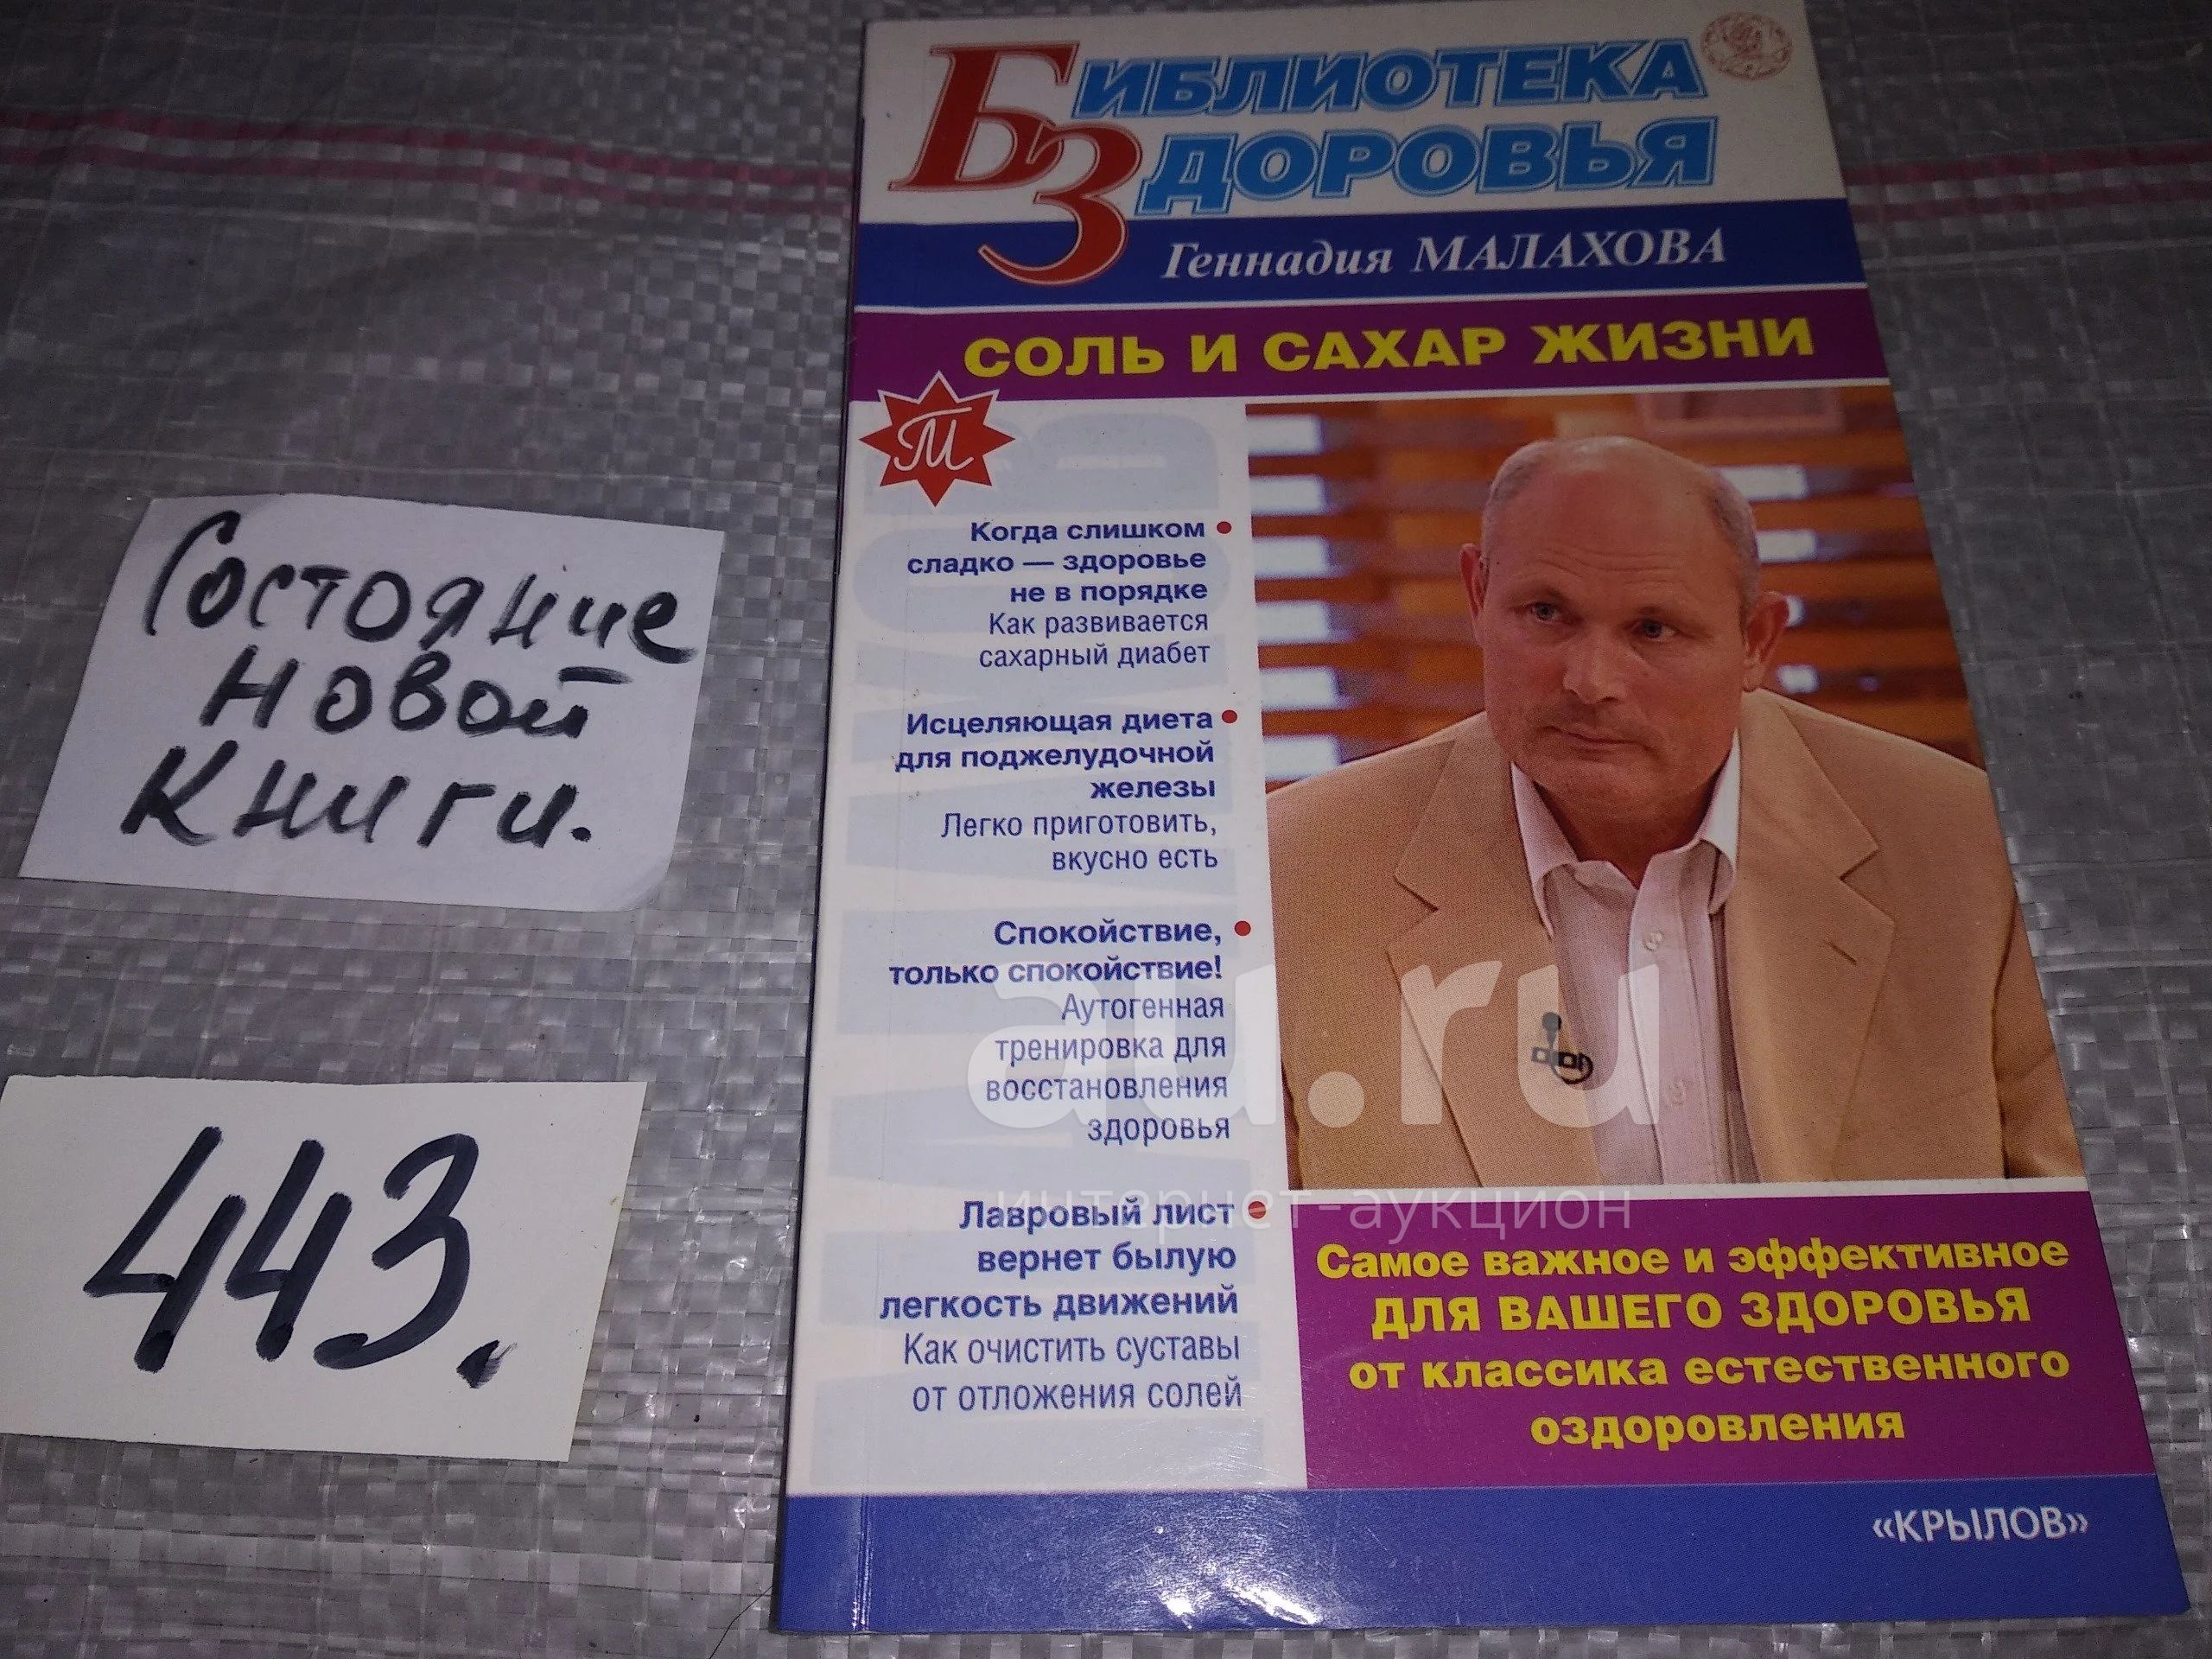 БИБЛИОТЕКА
ЗДОРОВЬЯ
Геннадия МАЛАХОВА
СОЛЬ И САХАР ЖИЗНИ
М
Когда слишком
сладко — здоровье
не в порядке
Как развивается
сахарный диабет
Исцеляющая диета
для поджелудочной
железы
Легко приготовить,
вкусно есть
Спокойствие,
только спокойствие!
Аутогенная
тренировка для
восстановления
здоровья
Лавровый лист
вернет былую
легкость движений
Как очистить суставы
от отложения солей
Самое важное и эффективное
ДЛЯ ВАШЕГО ЗДОРОВЬЯ
от классика естественного
оздоровления
«КРЫЛОВ»
МАЛАХОВ
Состояние
новой
книги.
443.
au.ru
интернет-аукцион